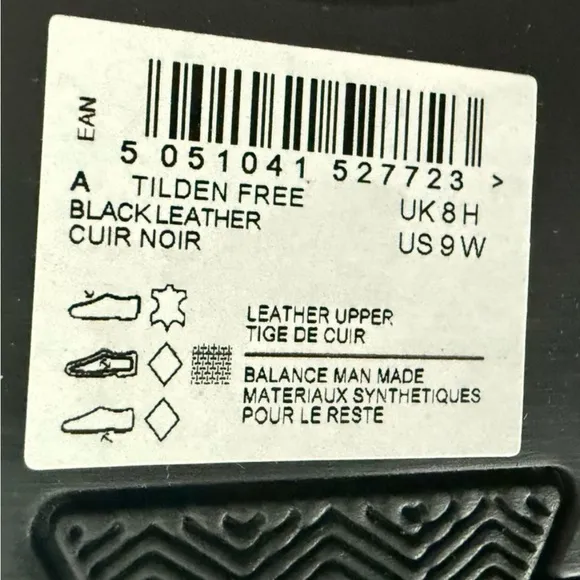 EAN
5 051041 527723 >
A TILDEN FREE
BLACK LEATHER
CUIR NOIR
UK 8 H
US 9 W
LEATHER UPPER
TIGE DE CUIR
BALANCE MAN MADE
MATERIAUX SYNTHETIQUES
POUR LE RESTE